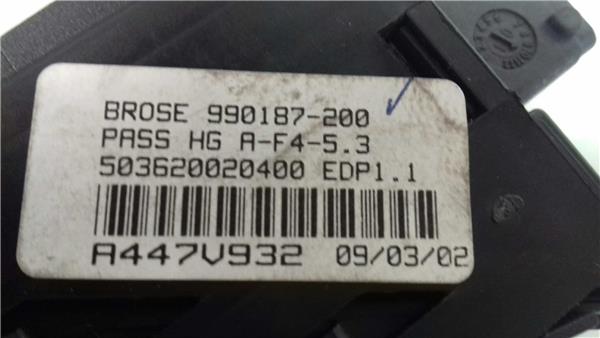 BROSE 990187-200
PASS HG A-F4-5.3
503620020400 EDP1.1
A447V932 09/03/02